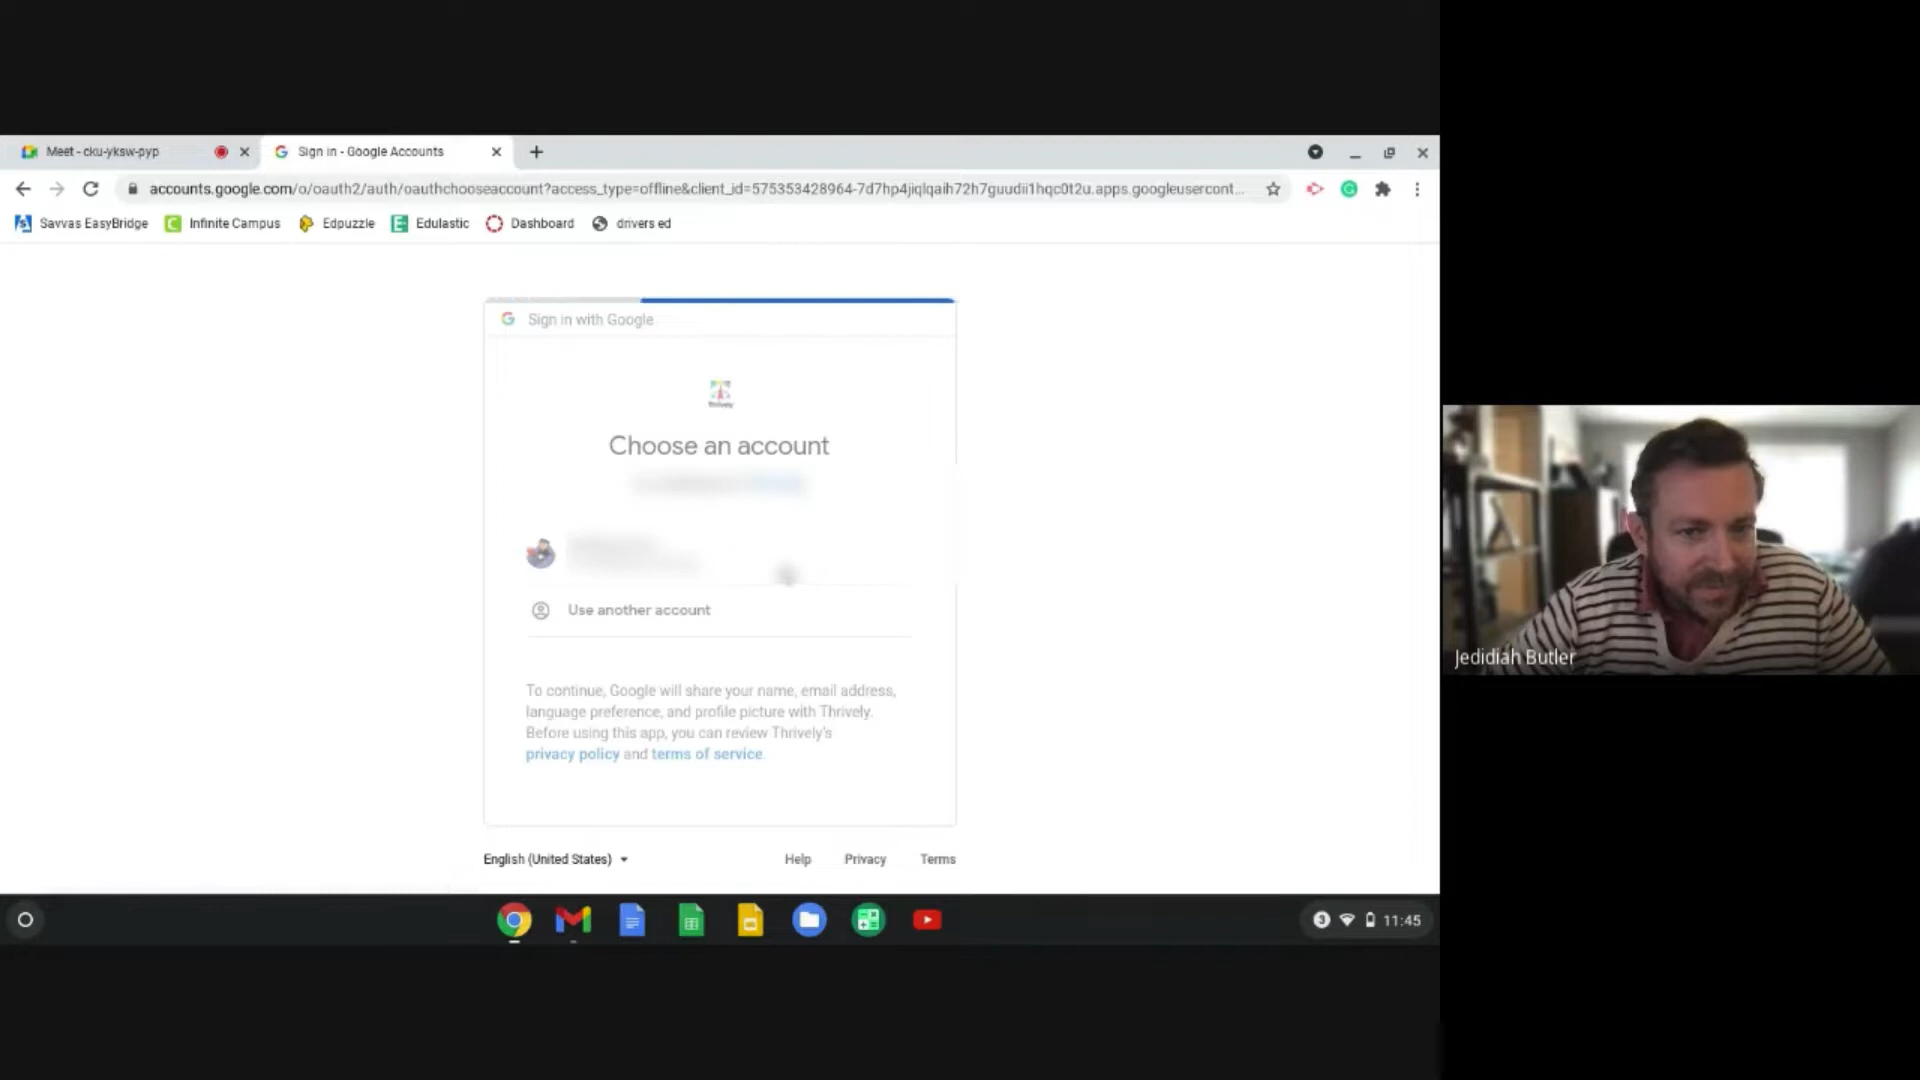 Meet - cku-yksw-pyp
Sign in - Google Accounts
accounts.google.com/o/oauth2/auth/oauthchooseaccount?access_type=offline&client_id=575353428964-7d7hp4jiqlqaih72h7guudii1hqc0t2u.apps.googleusercont...
Savvas EasyBridge
Infinite Campus
Edpuzzle
Edulastic
Dashboard
drivers ed
Sign in with Google
Thrively
Choose an account
Use another account
To continue, Google will share your name, email address,
language preference, and profile picture with Thrively.
Before using this app, you can review Thrively's
privacy policy and terms of service.
English (United States)
Help
Privacy
Terms
Jedidiah Butler
3
11:45